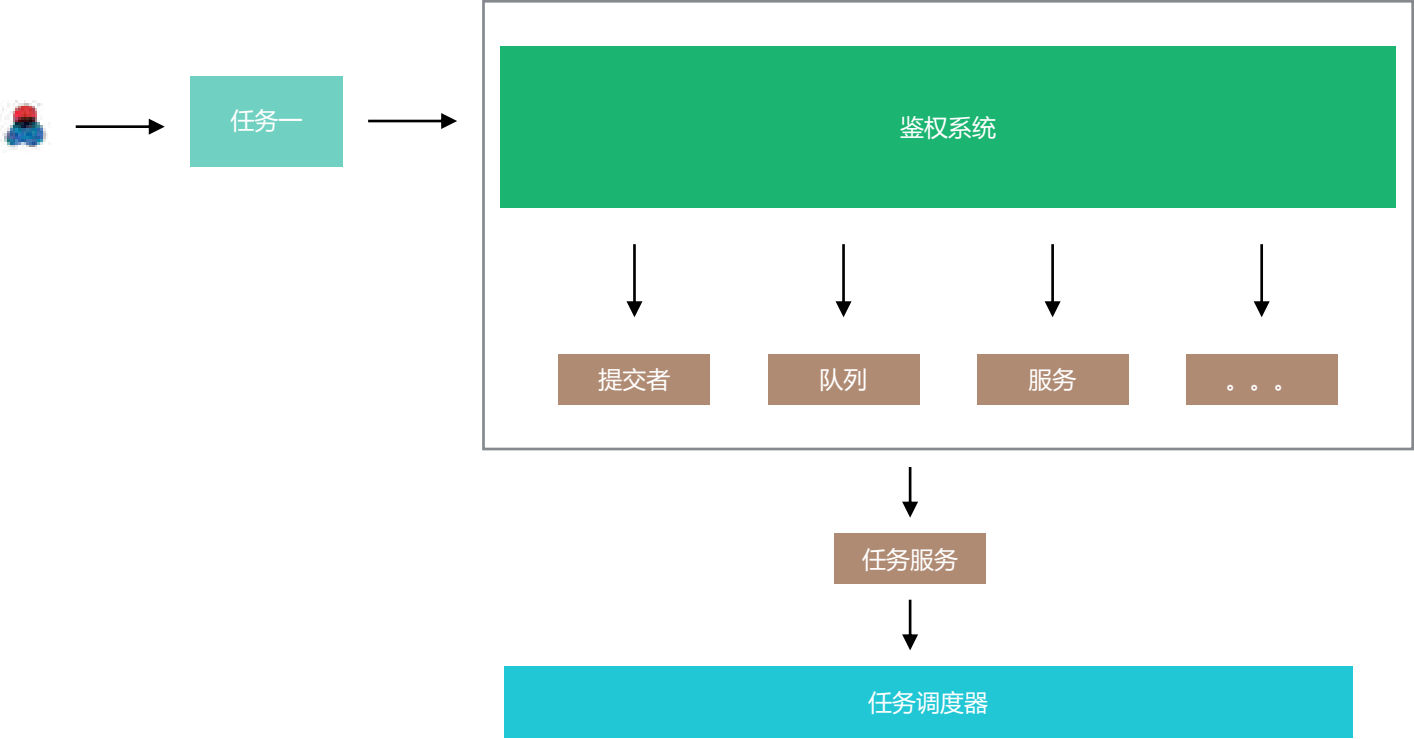 任务一
鉴权系统
提交者
队列
服务
。。。
任务服务
任务调度器